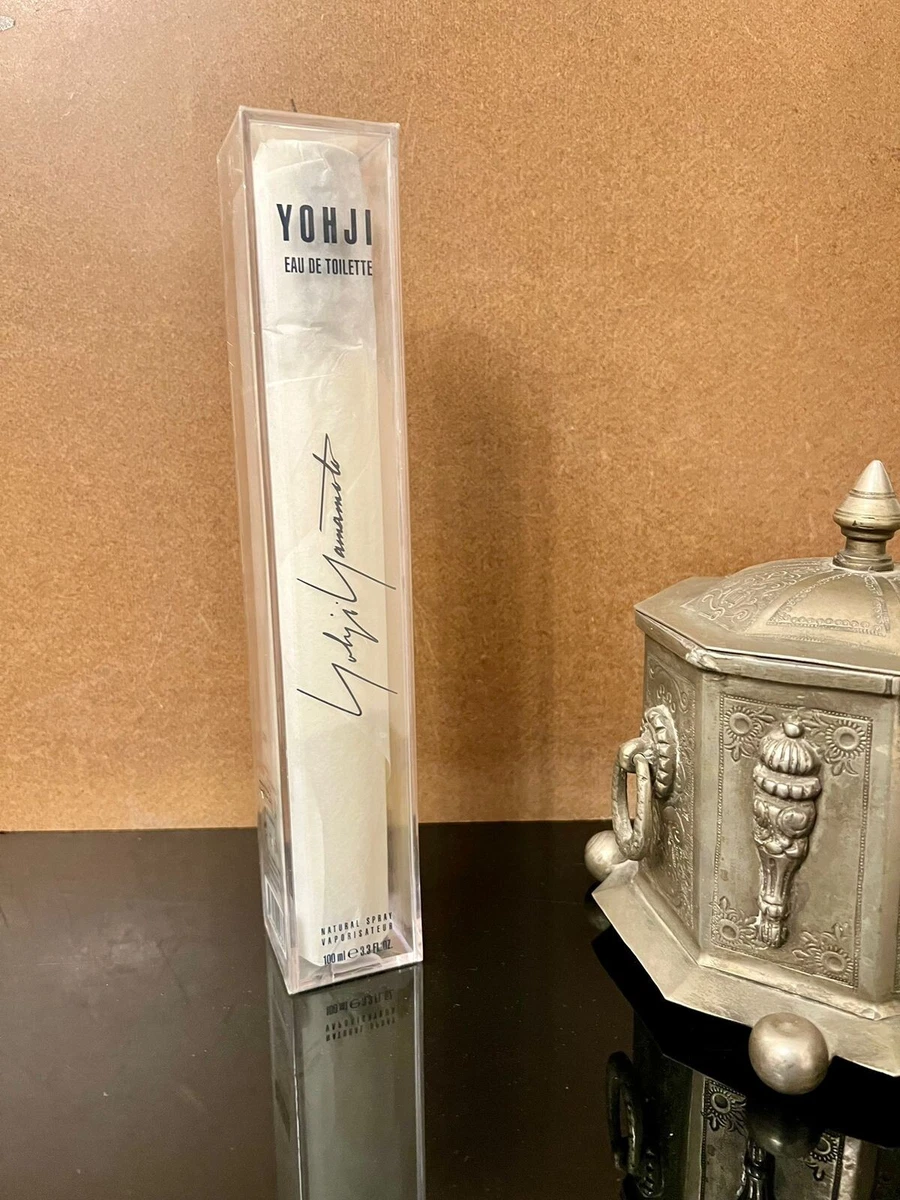 YOHJI
EAU DE TOILETTE
Yohji Yamamoto
NATURAL SPRAY
VAPORISATEUR
100 ml ℮ 3.3 FL. OZ.